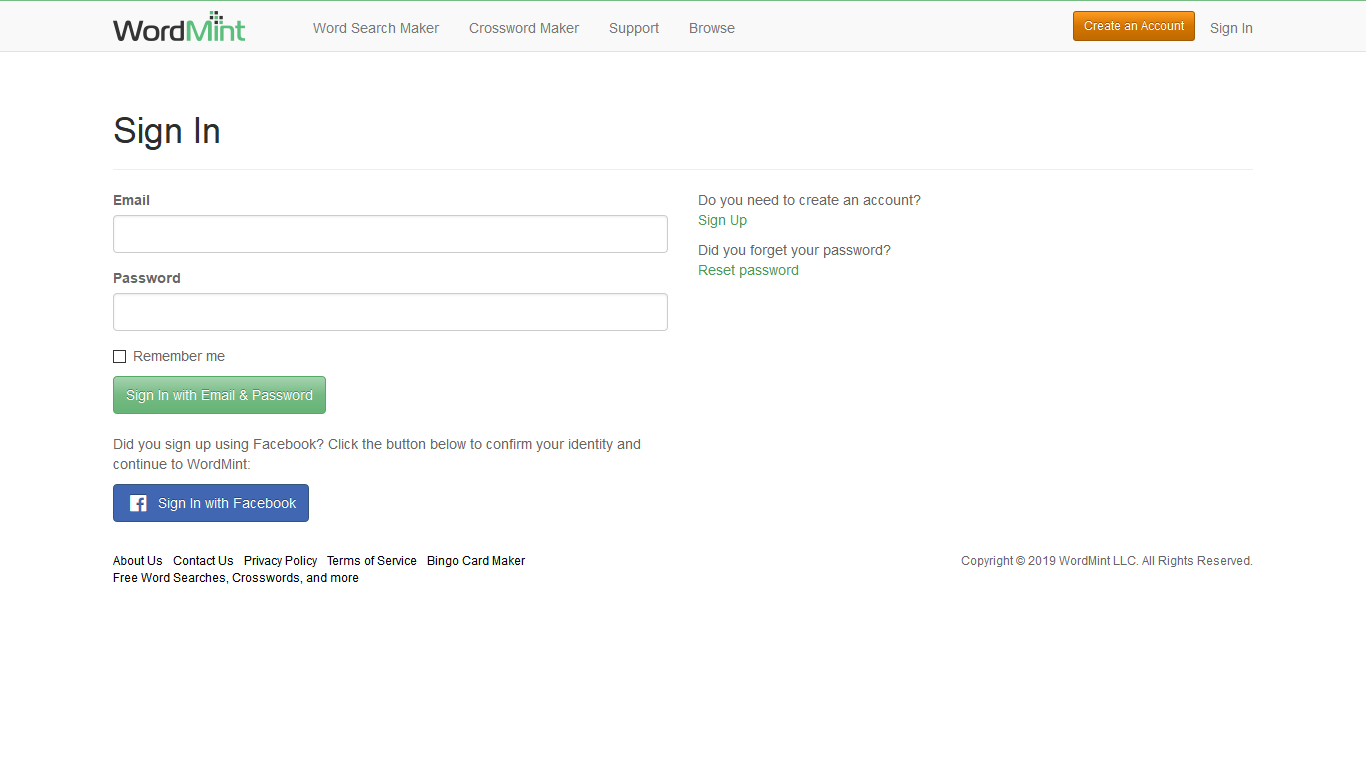 WordMint
Word Search Maker
Crossword Maker
Support
Browse
Create an Account
Sign In
Sign In
Email
Password
Remember me
Sign In with Email & Password
Did you sign up using Facebook? Click the button below to confirm your identity and
continue to WordMint:
Sign In with Facebook
Do you need to create an account?
Sign Up
Did you forget your password?
Reset password
About Us Contact Us Privacy Policy Terms of Service Bingo Card Maker
Free Word Searches, Crosswords, and more
Copyright © 2019 WordMint LLC. All Rights Reserved.